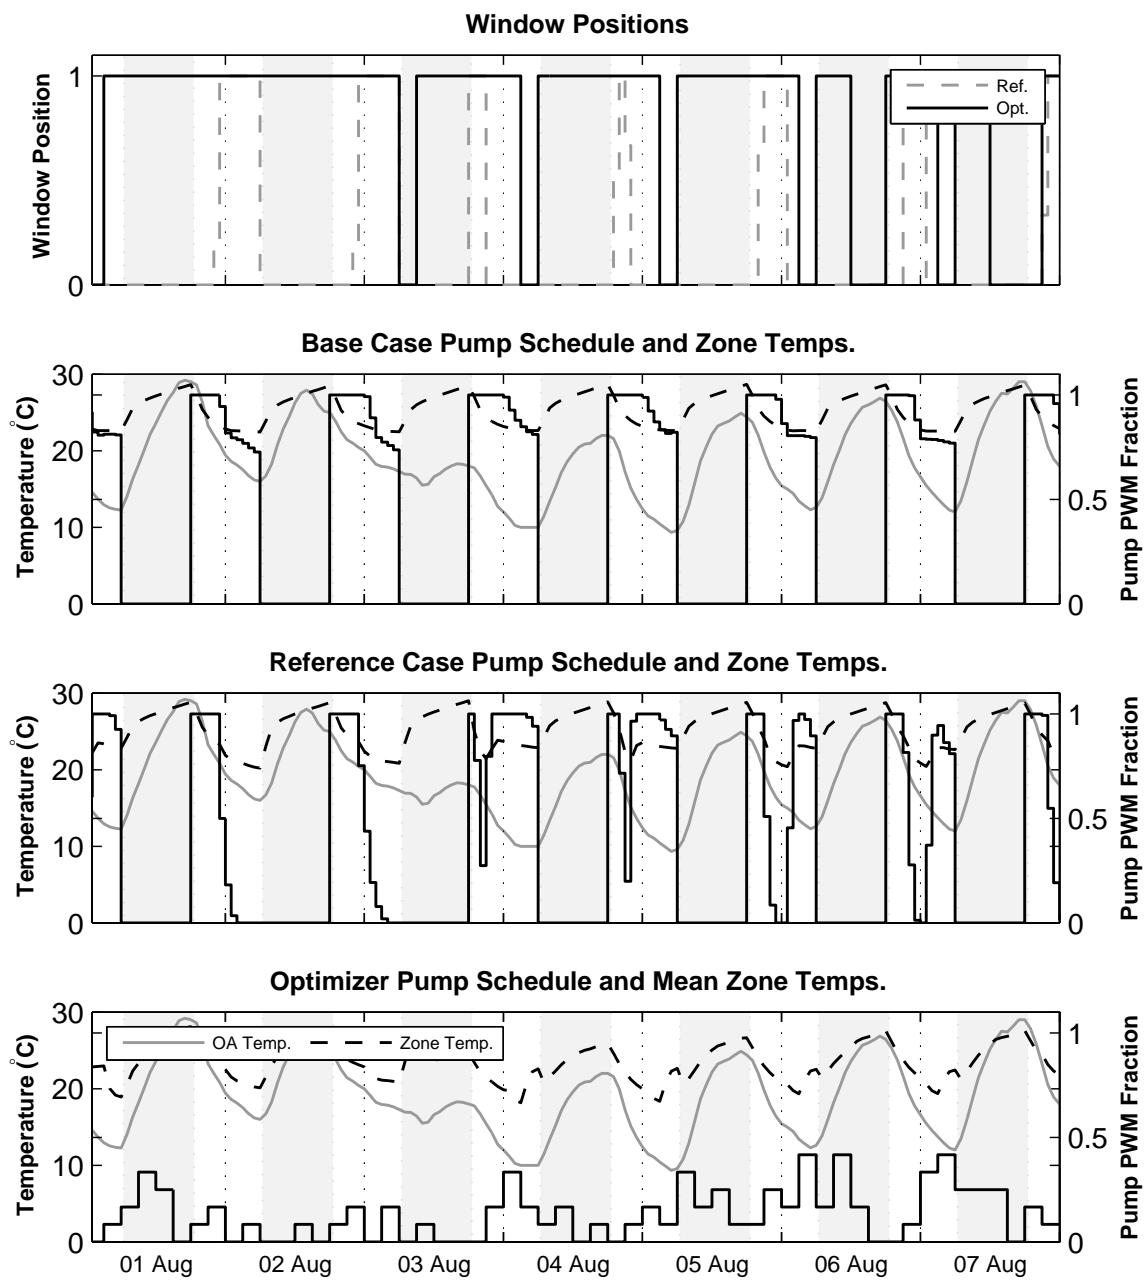 Window Positions
Window Position
1
0
Ref.
Opt.
Base Case Pump Schedule and Zone Temps.
Temperature (°C)
30
20
10
0
1
0.5
0
Pump PWM Fraction
Reference Case Pump Schedule and Zone Temps.
Temperature (°C)
30
20
10
0
1
0.5
0
Pump PWM Fraction
Optimizer Pump Schedule and Mean Zone Temps.
Temperature (°C)
30
20
10
0
OA Temp.
Zone Temp.
1
0.5
0
Pump PWM Fraction
01 Aug
02 Aug
03 Aug
04 Aug
05 Aug
06 Aug
07 Aug